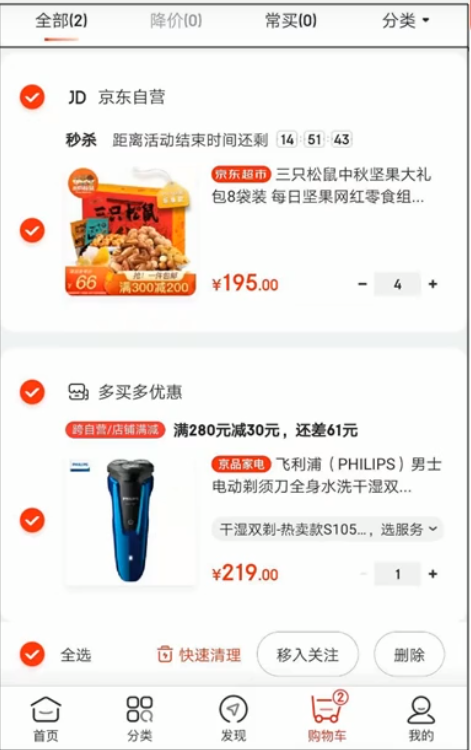 全部(2) 降价(0) 常买(0) 分类
JD 京东自营
秒杀 距离活动结束时间还剩 14:51:43
京东超市 三只松鼠中秋坚果大礼
包8袋装 每日坚果网红零食组...
三只松鼠
66
满300减200
¥195.00 - 4 +
多买多优惠
跨自营/店铺满减 满280元减30元，还差61元
PHILIPS
京品家电 飞利浦（PHILIPS）男士
电动剃须刀全身水洗干湿双...
干湿双剃-热卖款S105...，选服务
¥219.00 - 1 +
全选 快速清理 移入关注 删除
2
首页 分类 发现 购物车 我的